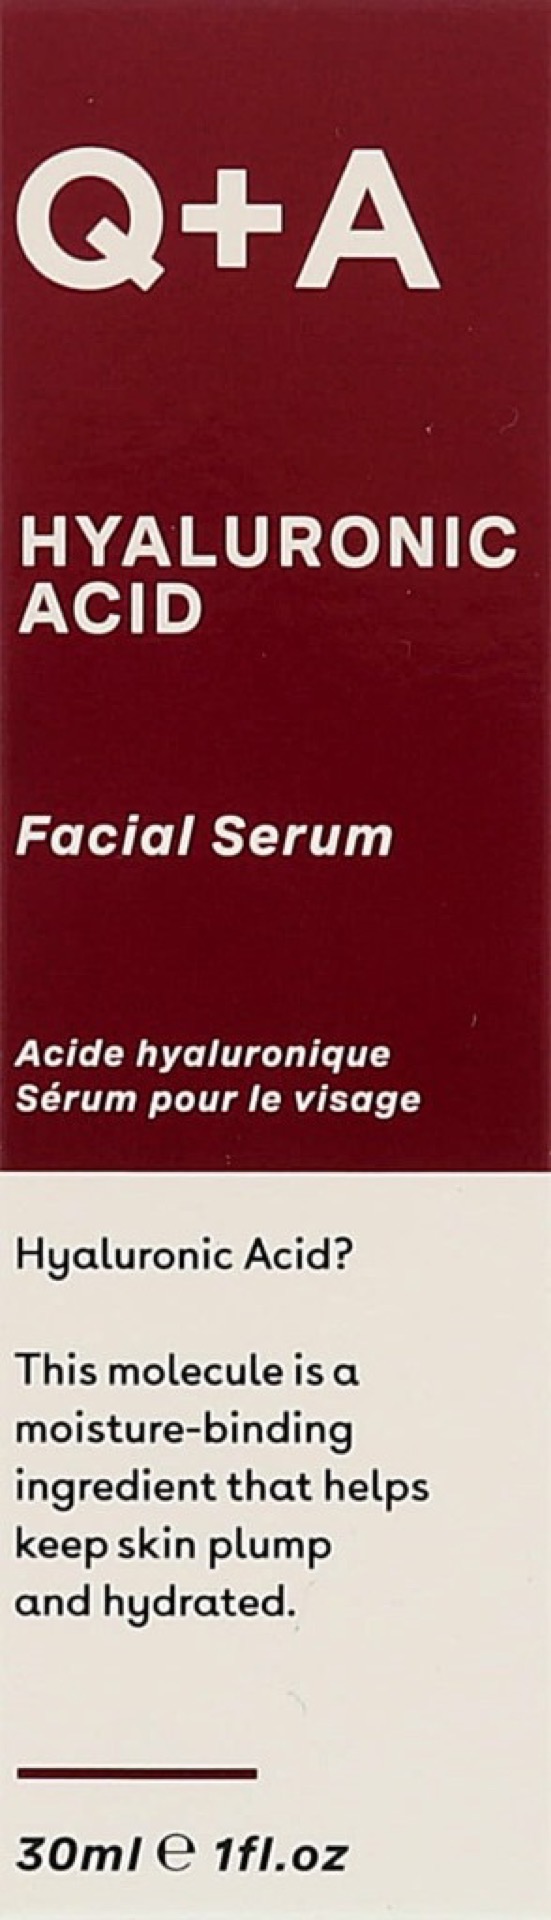 Q+A
HYALURONIC
ACID
Facial Serum
Acide hyaluronique
Sérum pour le visage
Hyaluronic Acid?
This molecule is a
moisture-binding
ingredient that helps
keep skin plump
and hydrated.
30ml ℮ 1fl.oz